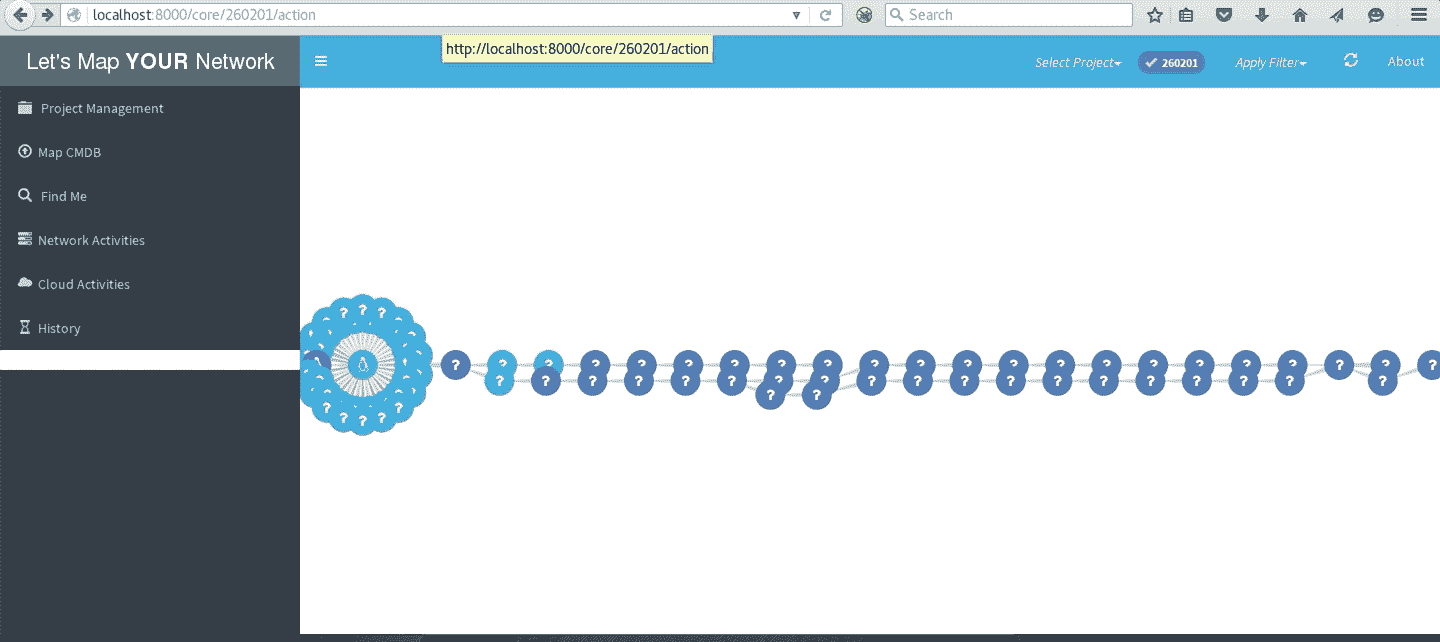 localhost:8000/core/260201/action
Search
http://localhost:8000/core/260201/action
Let's Map YOUR Network
Select Project
260201
Apply Filter
About
Project Management
Map CMDB
Find Me
Network Activities
Cloud Activities
History